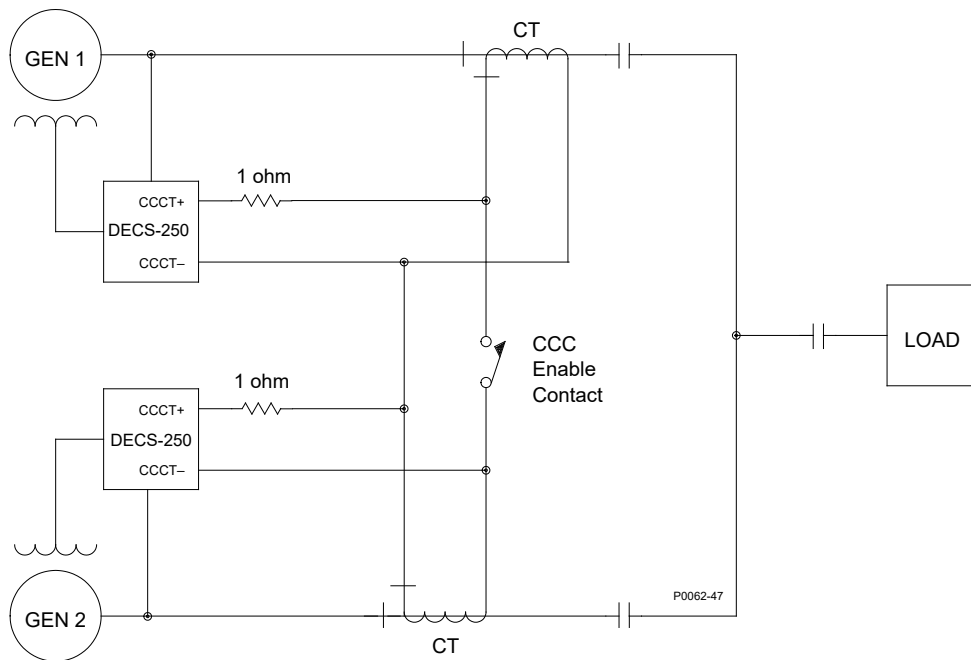 CT
GEN 1
1 ohm
CCCT+
DECS-250
CCCT–
CCC
Enable
Contact
LOAD
1 ohm
CCCT+
DECS-250
CCCT–
P0062-47
GEN 2
CT